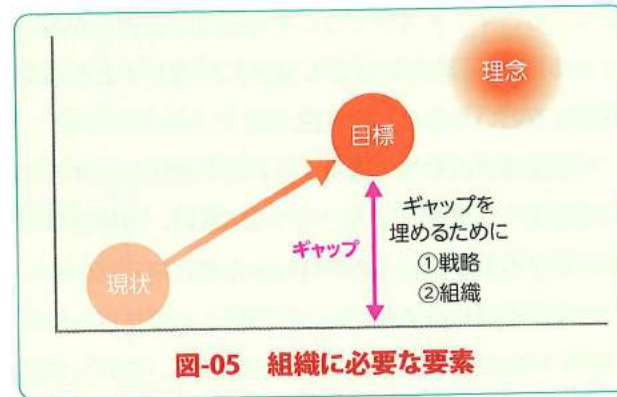 理念
目標
現状
ギャップ
ギャップを
埋めるために
①戦略
②組織
図-05 組織に必要な要素